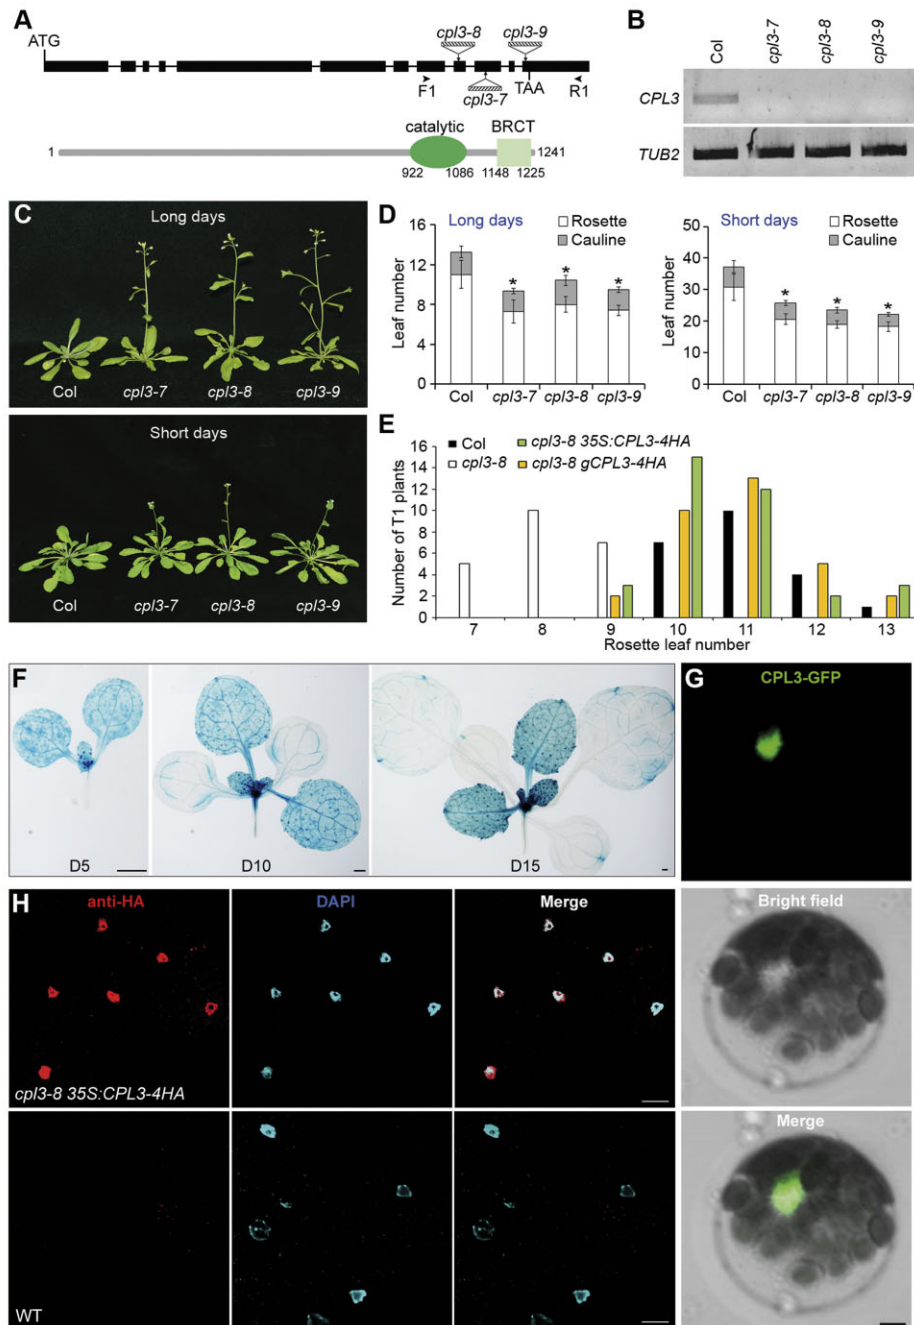 A
ATG
cpl3-8
cpl3-9
F1
cpl3-7
TAA
R1
catalytic
BRCT
1
1241
922
1086
1148
1225
B
Col
cpl3-7
cpl3-8
cpl3-9
CPL3
TUB2
C
Long days
Col
cpl3-7
cpl3-8
cpl3-9
Short days
Col
cpl3-7
cpl3-8
cpl3-9
D
Long days
Rosette
Cauline
Leaf number
16
12
8
4
0
* * *
Col
cpl3-7
cpl3-8
cpl3-9
Short days
Rosette
Cauline
Leaf number
50
40
30
20
10
0
* * *
Col
cpl3-7
cpl3-8
cpl3-9
E
Col
cpl3-8 35S:CPL3-4HA
cpl3-8
cpl3-8 gCPL3-4HA
Number of T1 plants
16
14
12
10
8
6
4
2
0
7 8 9 10 11 12 13
Rosette leaf number
F
D5
D10
D15
G
CPL3-GFP
Bright field
Merge
H
anti-HA
DAPI
Merge
cpl3-8 35S:CPL3-4HA
WT